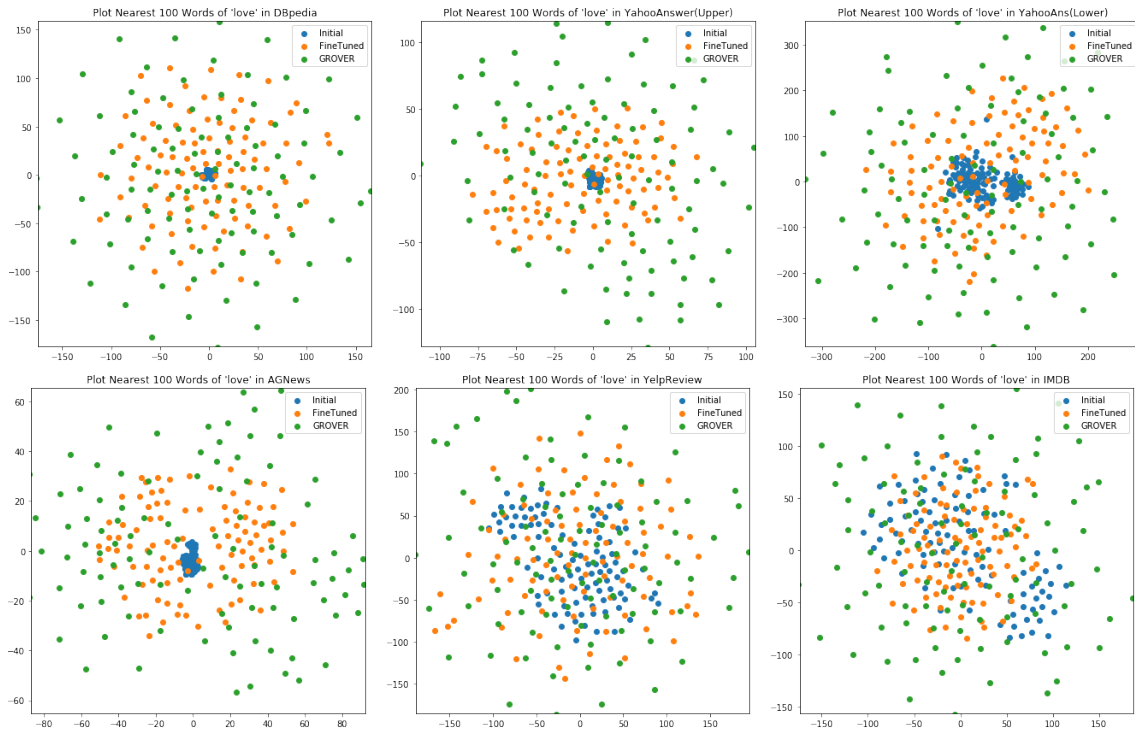 Plot Nearest 100 Words of 'love' in DBpedia
Initial
FineTuned
GROVER
150
100
50
0
−50
−100
−150
−150 −100 −50 0 50 100 150
Plot Nearest 100 Words of 'love' in YahooAnswer(Upper)
Initial
FineTuned
GROVER
100
50
0
−50
−100
−100 −50 0 50 100
Plot Nearest 100 Words of 'love' in YahooAns(Lower)
Initial
FineTuned
GROVER
300
200
100
0
−100
−200
−300
−300 −200 −100 0 100 200
Plot Nearest 100 Words of 'love' in AGNews
Initial
FineTuned
GROVER
60
40
20
0
−20
−40
−60
−80 −60 −40 −20 0 20 40 60 80
Plot Nearest 100 Words of 'love' in YelpReview
Initial
FineTuned
GROVER
200
150
100
50
0
−50
−100
−150
−150 −100 −50 0 50 100 150
Plot Nearest 100 Words of 'love' in IMDB
Initial
FineTuned
GROVER
150
100
50
0
−50
−100
−150
−150 −100 −50 0 50 100 150